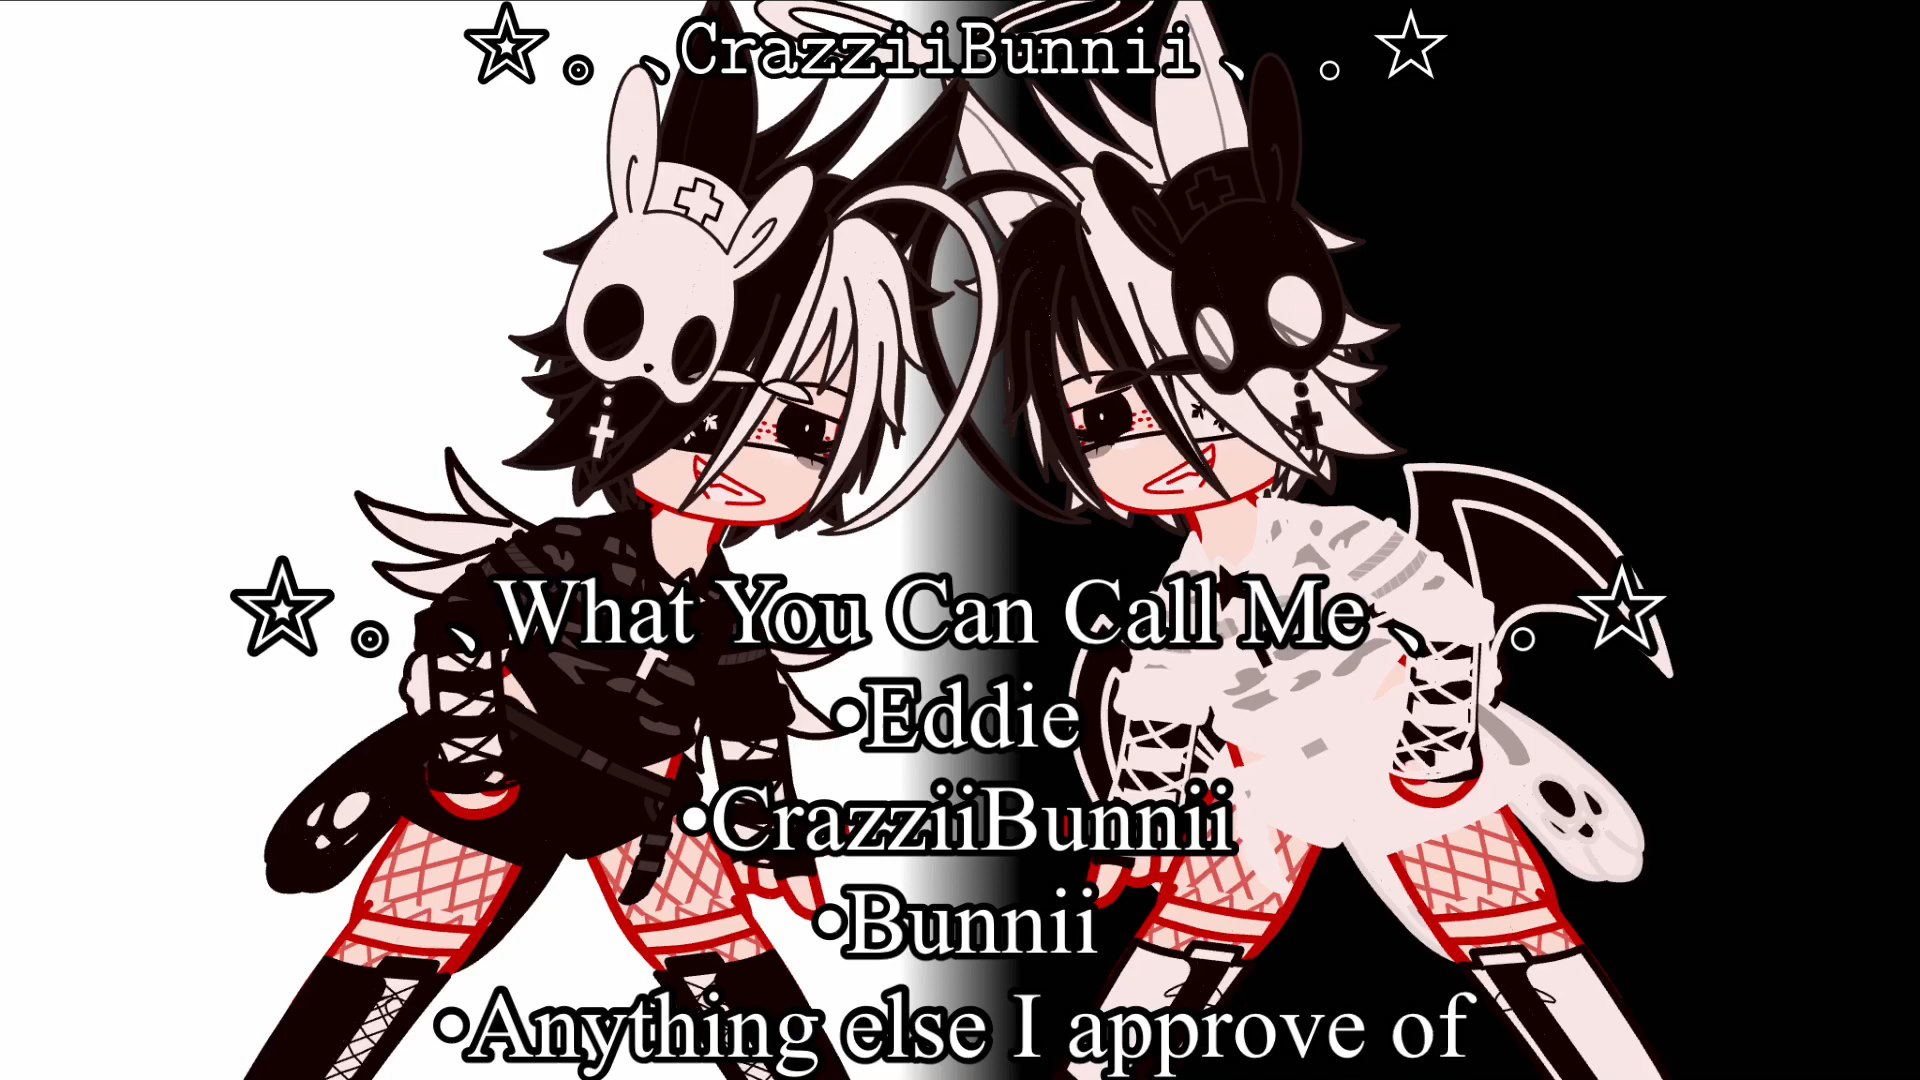 ☆ 。、CrazziiBunnii 、 。☆
☆ 。、What You Can Call Me 、 。☆
•Eddie
•CrazziiBunnii
•Bunnii
•Anything else I approve of